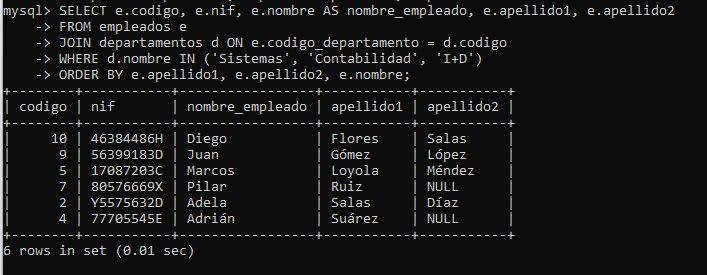 mysql> SELECT e.codigo, e.nif, e.nombre AS nombre_empleado, e.apellido1, e.apellido2
    -> FROM empleados e
    -> JOIN departamentos d ON e.codigo_departamento = d.codigo
    -> WHERE d.nombre IN ('Sistemas', 'Contabilidad', 'I+D')
    -> ORDER BY e.apellido1, e.apellido2, e.nombre;
+--------+-----------+-----------------+-----------+-----------+
| codigo | nif       | nombre_empleado | apellido1 | apellido2 |
+--------+-----------+-----------------+-----------+-----------+
|     10 | 46384486H | Diego           | Flores    | Salas     |
|      9 | 56399183D | Juan            | Gómez     | López     |
|      5 | 17087203C | Marcos          | Loyola    | Méndez    |
|      7 | 80576669X | Pilar           | Ruiz      | NULL      |
|      2 | Y5575632D | Adela           | Salas     | Díaz      |
|      4 | 77705545E | Adrián          | Suárez    | NULL      |
+--------+-----------+-----------------+-----------+-----------+
6 rows in set (0.01 sec)